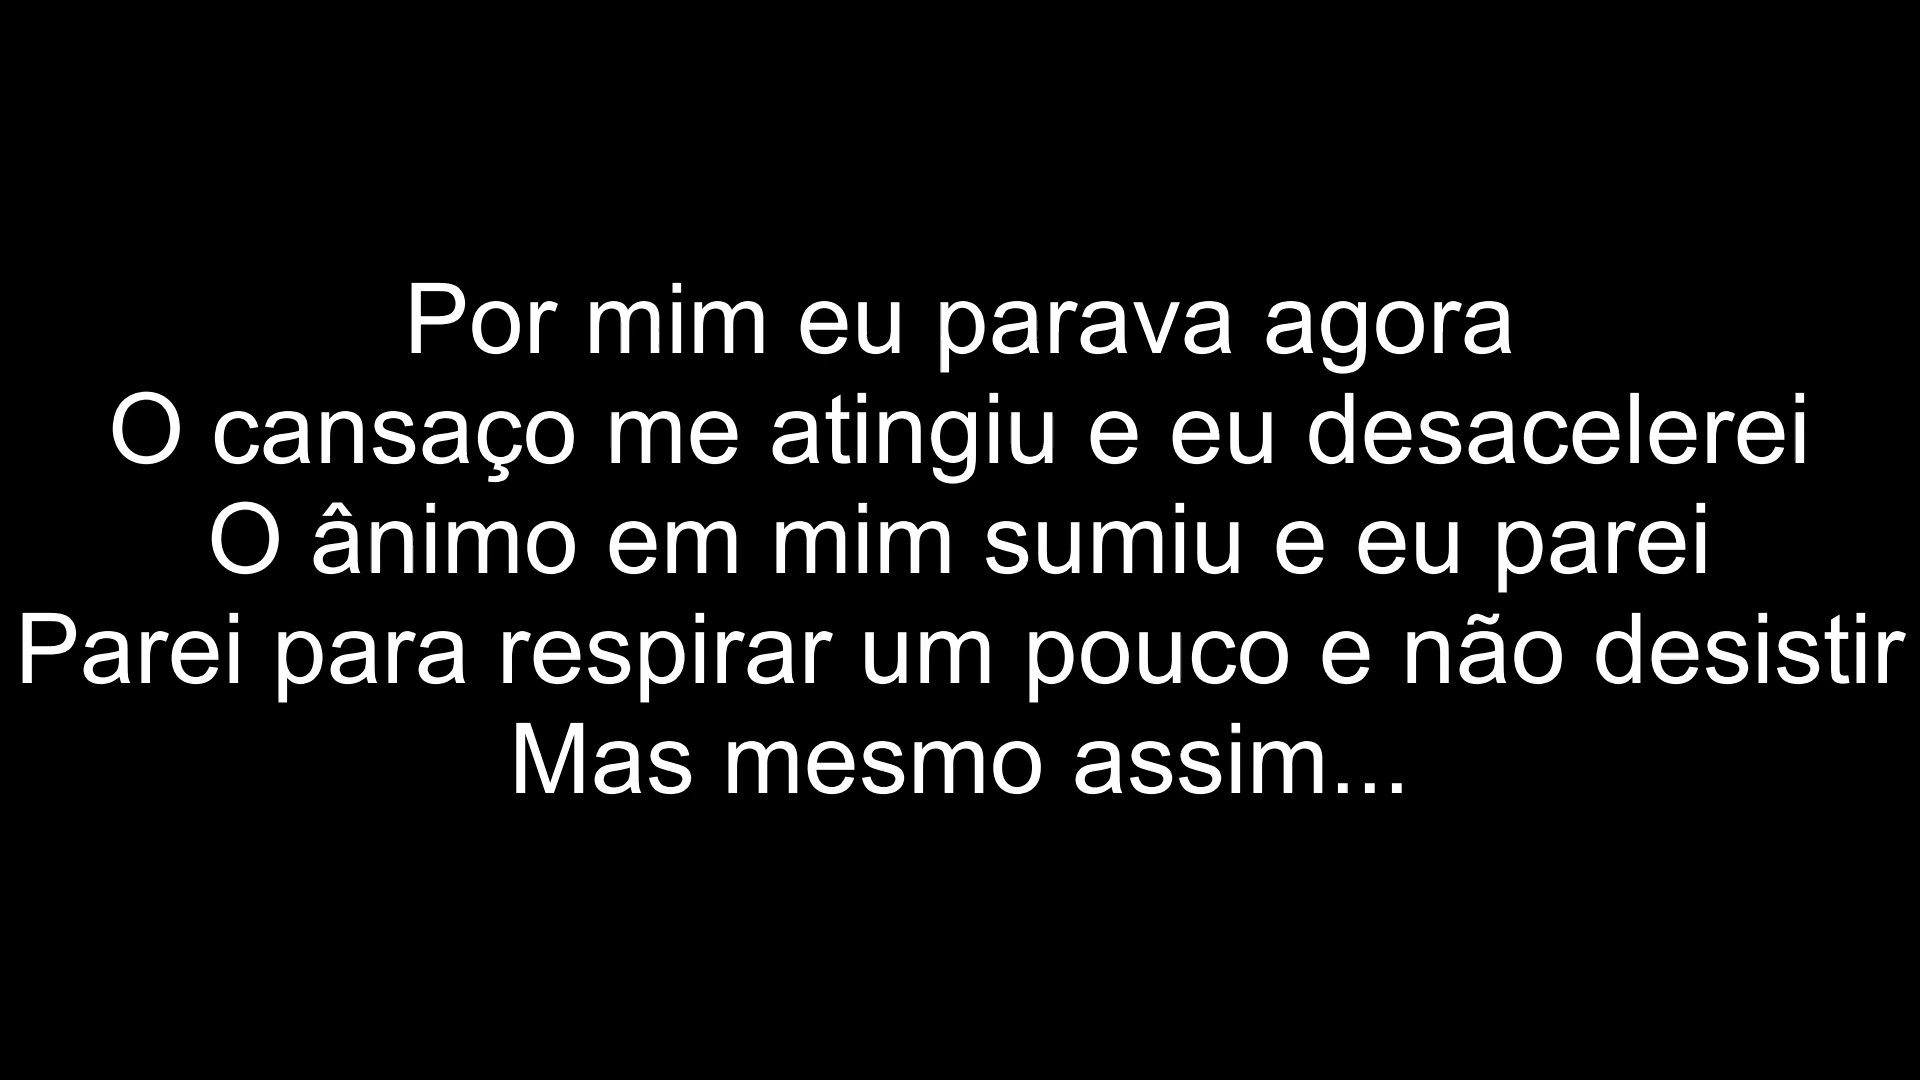 Por mim eu parava agora
O cansaço me atingiu e eu desacelerei
O ânimo em mim sumiu e eu parei
Parei para respirar um pouco e não desistir
Mas mesmo assim...